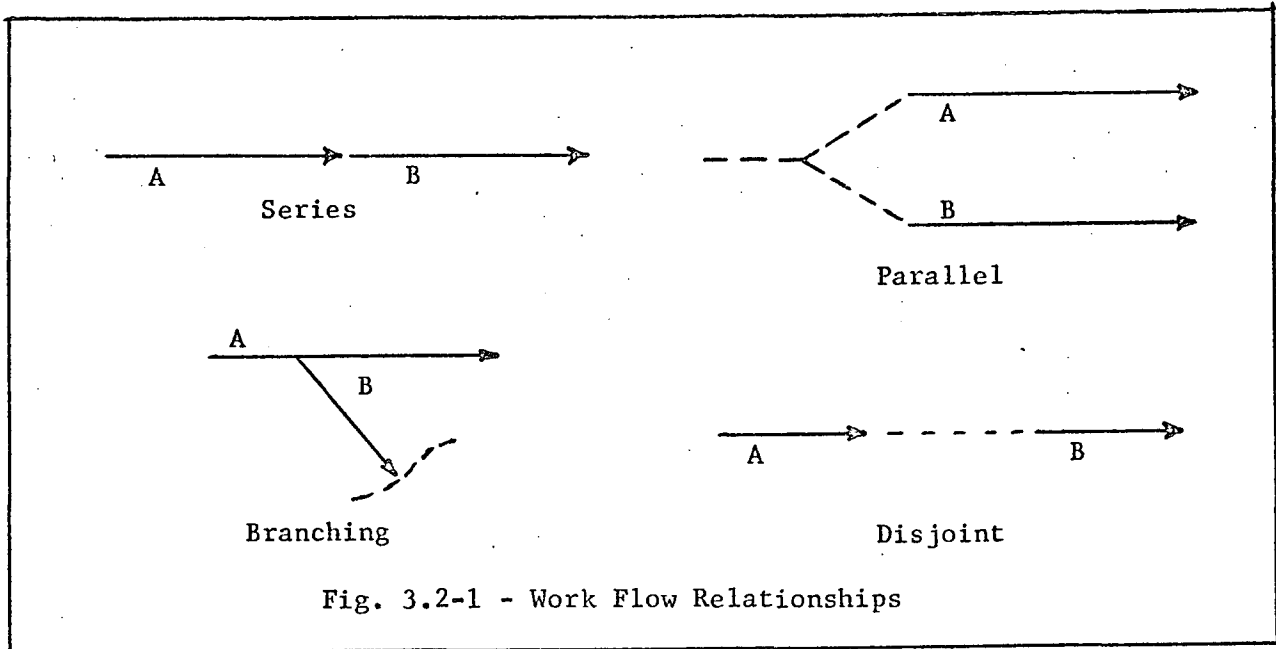 A B
Series
A
B
Parallel
A
B
Branching
A B
Disjoint
Fig. 3.2-1 - Work Flow Relationships